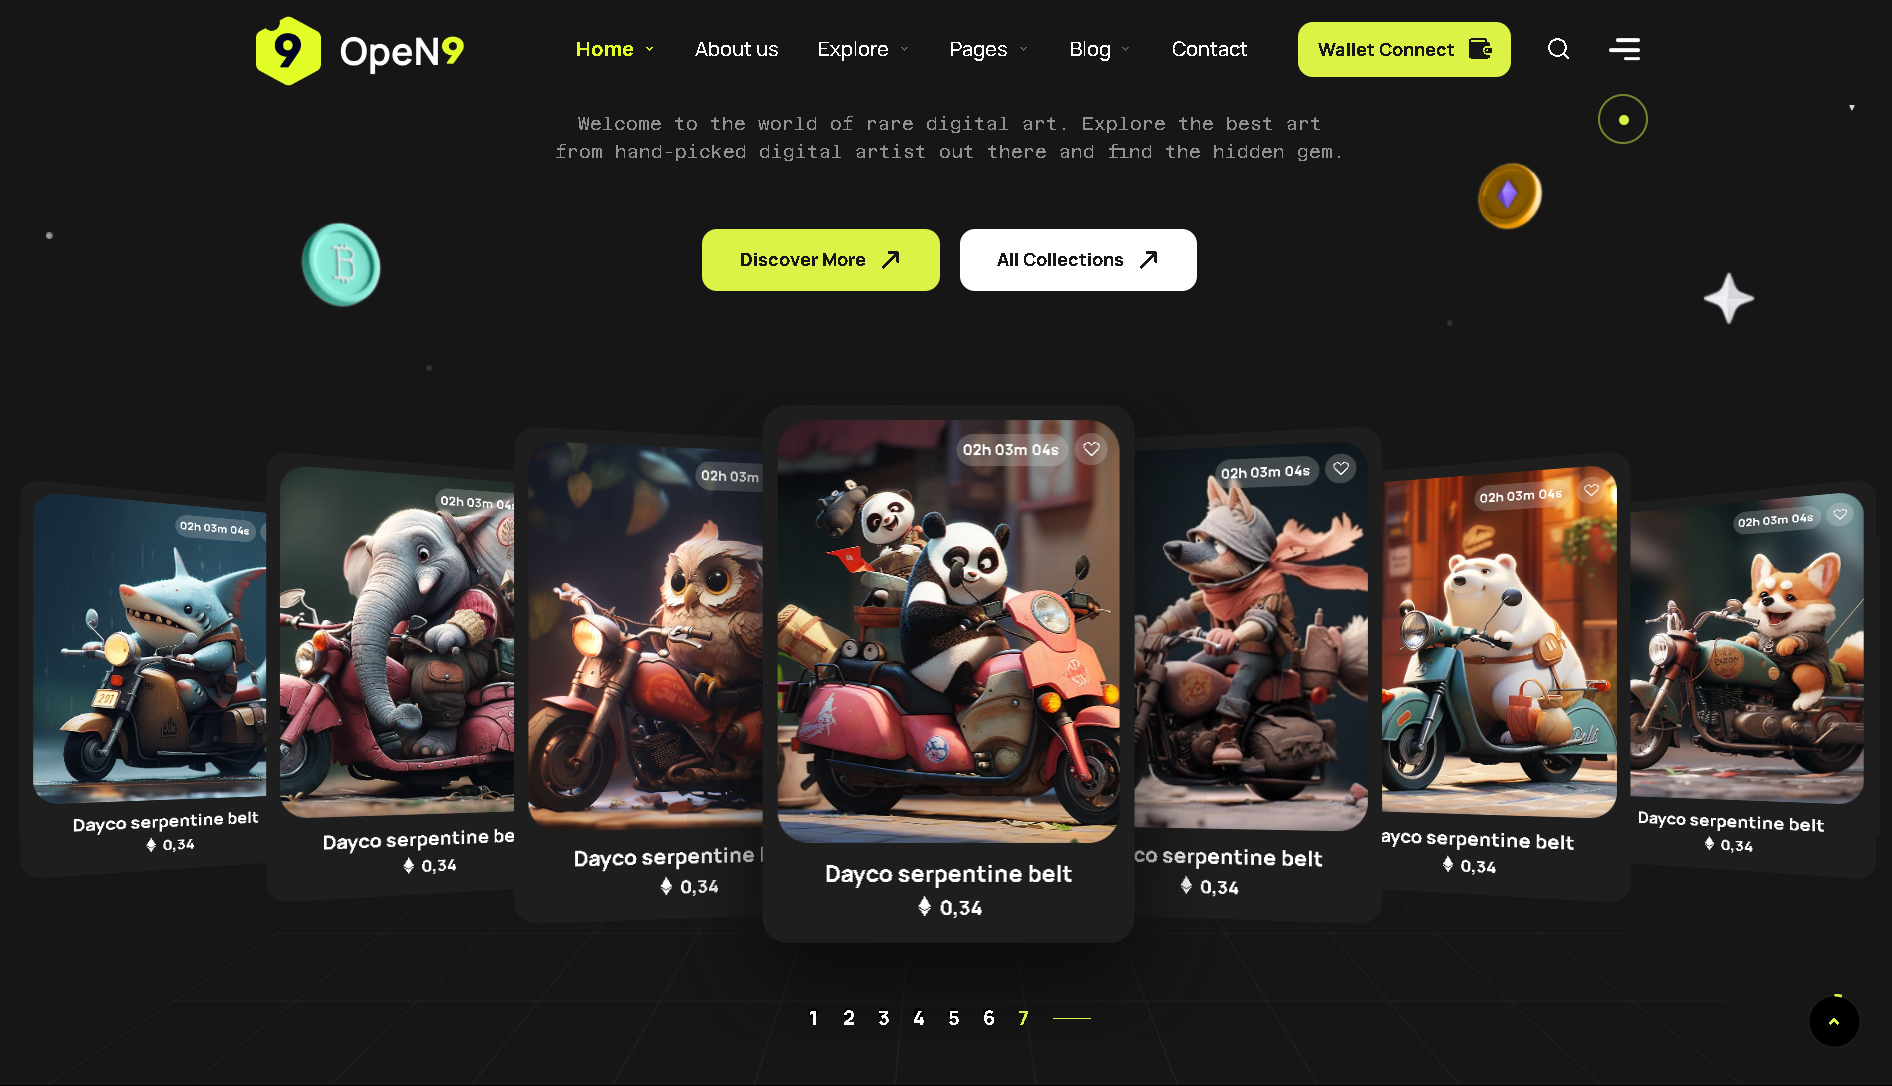 9 OpeN9
Home About us Explore Pages Blog Contact Wallet Connect
Welcome to the world of rare digital art. Explore the best art
from hand-picked digital artist out there and find the hidden gem.
Discover More All Collections
02h 03m 04s
Dayco serpentine belt
0,34
02h 03m 04s
Dayco serpentine be
0,34
02h 03m
Dayco serpentine
0,34
02h 03m 04s
Dayco serpentine belt
0,34
02h 03m 04s
co serpentine belt
0,34
02h 03m 04s
ayco serpentine belt
0,34
02h 03m 04s
Dayco serpentine belt
0,34
1 2 3 4 5 6 7